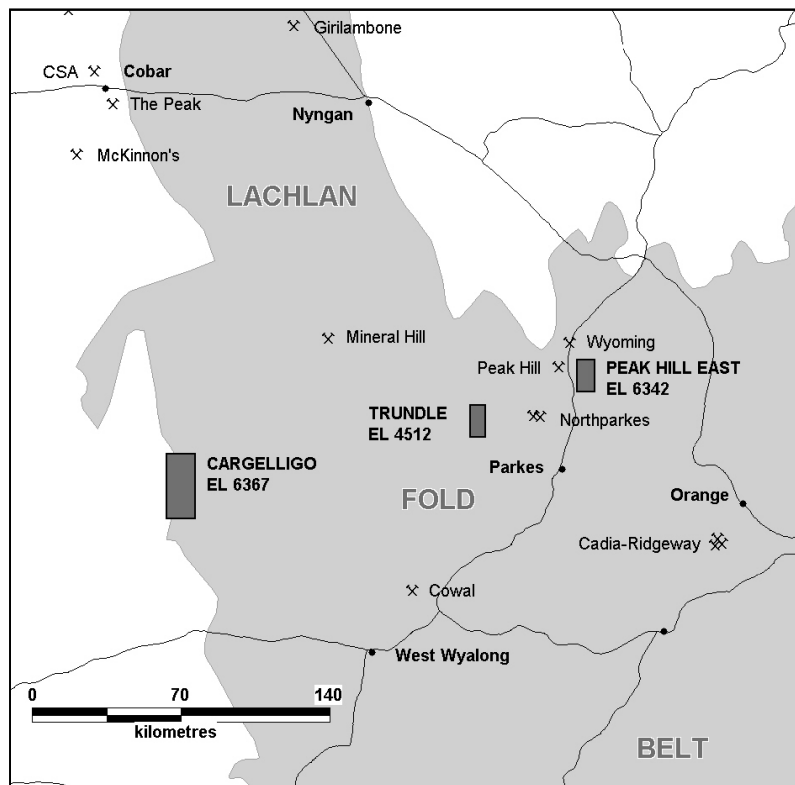 Girilambone
CSA
Cobar
The Peak
Nyngan
McKinnon's
LACHLAN
Mineral Hill
Wyoming
Peak Hill
PEAK HILL EAST
EL 6342
TRUNDLE
EL 4512
Northparkes
CARGELLIGO
EL 6367
Parkes
FOLD
Orange
Cadia-Ridgeway
Cowal
West Wyalong
0 70 140
kilometres
BELT